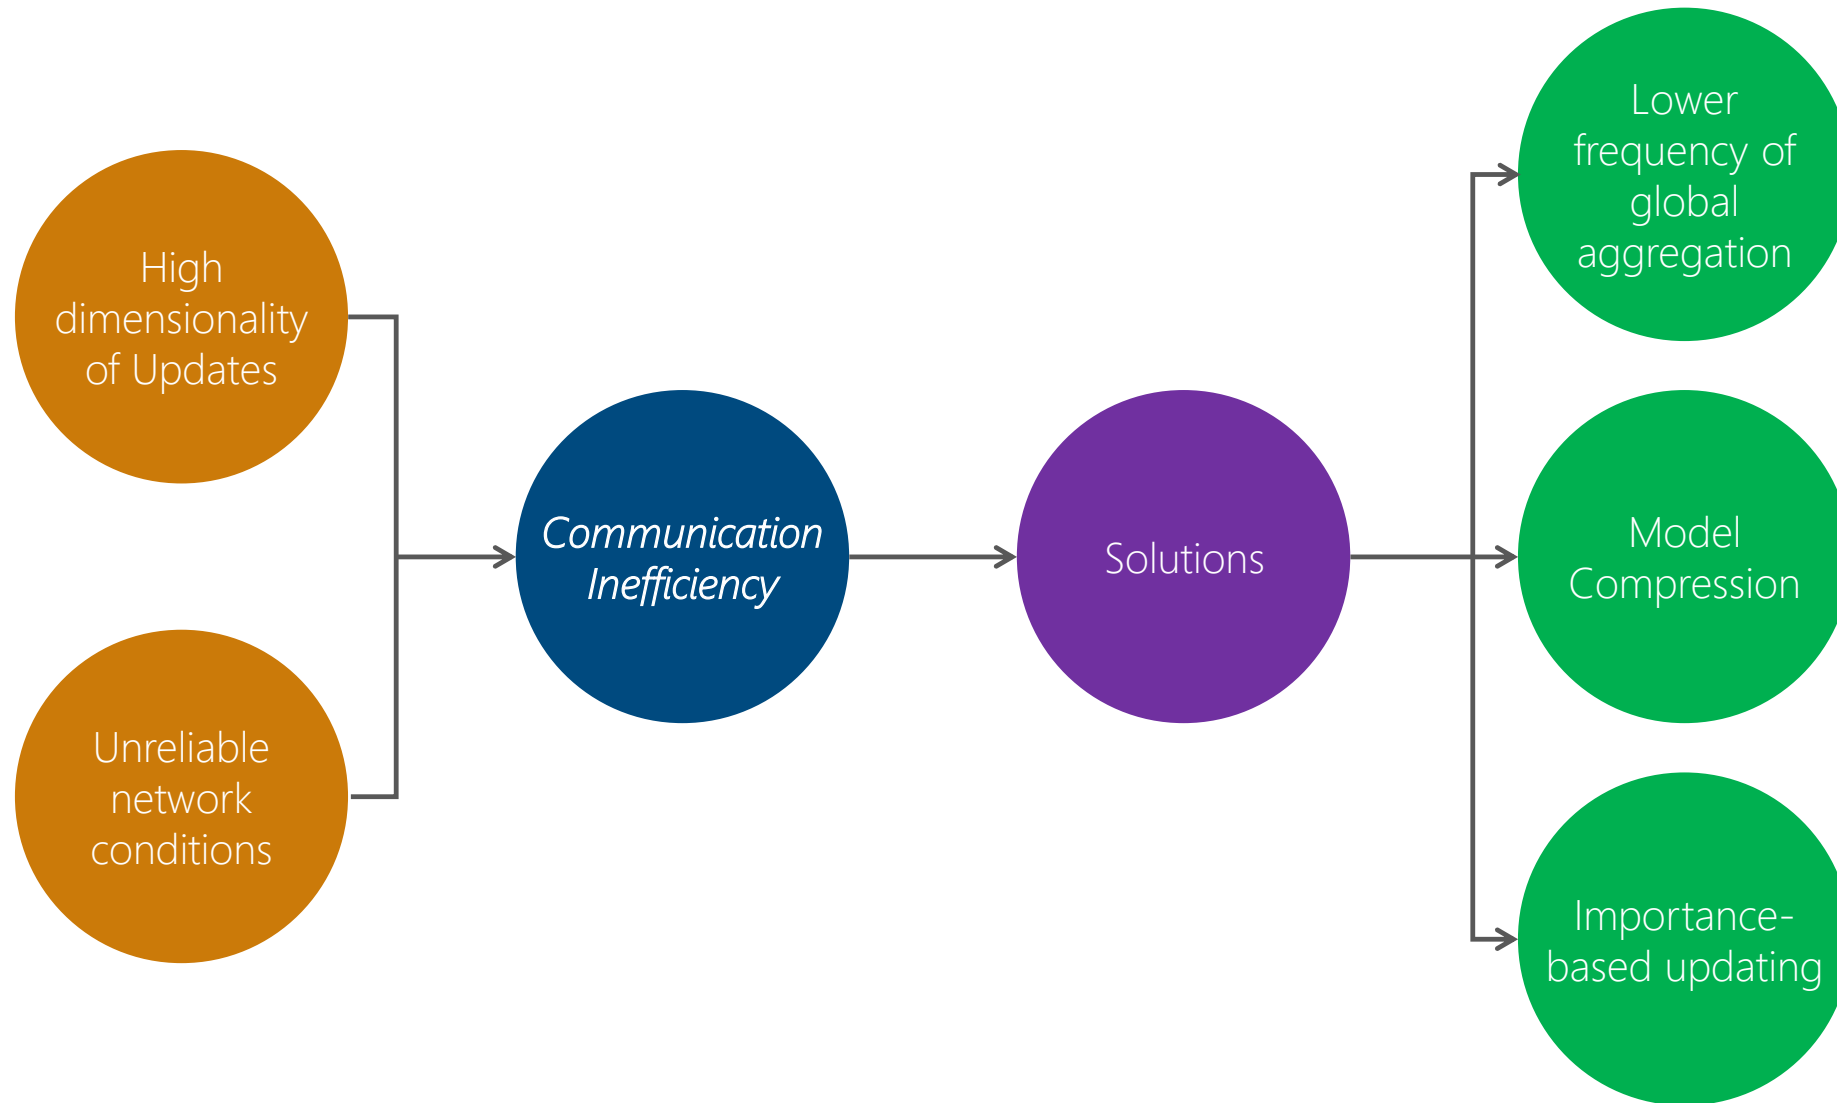 High
dimensionality
of Updates
Unreliable
network
conditions
Communication
Inefficiency
Solutions
Lower
frequency of
global
aggregation
Model
Compression
Importance-
based updating